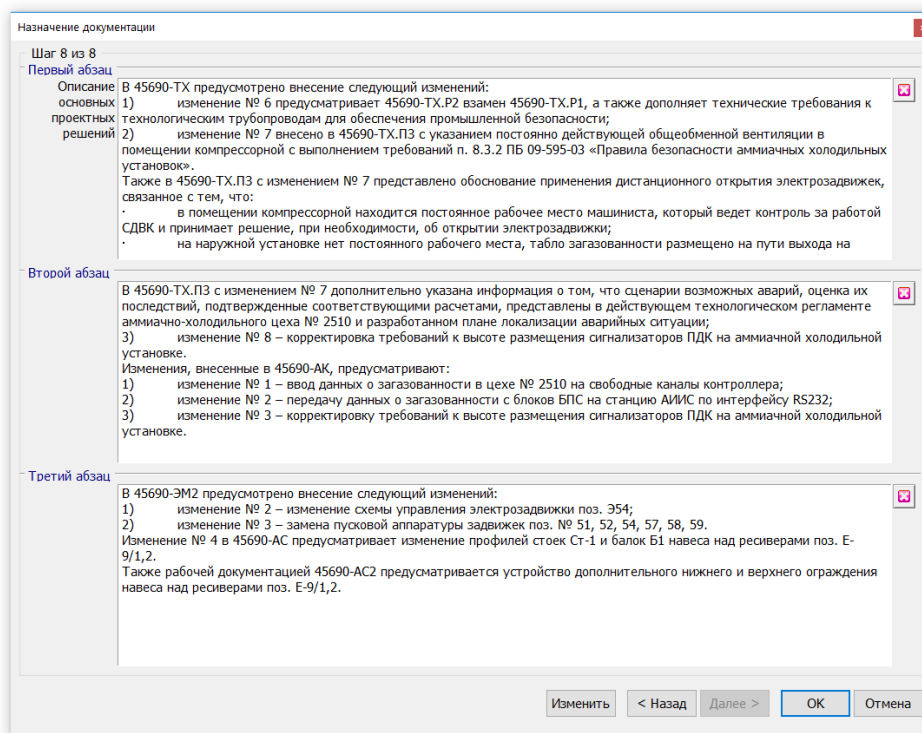 Назначение документации
Шаг 8 из 8
Первый абзац
Описание основных проектных решений
В 45690-ТХ предусмотрено внесение следующий изменений:
1) изменение № 6 предусматривает 45690-ТХ.Р2 взамен 45690-ТХ.Р1, а также дополняет технические требования к
технологическим трубопроводам для обеспечения промышленной безопасности;
2) изменение № 7 внесено в 45690-ТХ.ПЗ с указанием постоянно действующей общеобменной вентиляции в
помещении компрессорной с выполнением требований п. 8.3.2 ПБ 09-595-03 «Правила безопасности аммиачных холодильных
установок».
Также в 45690-ТХ.ПЗ с изменением № 7 представлено обоснование применения дистанционного открытия электрозадвижек,
связанное с тем, что:
· в помещении компрессорной находится постоянное рабочее место машиниста, который ведет контроль за работой
СДВК и принимает решение, при необходимости, об открытии электрозадвижки;
· на наружной установке нет постоянного рабочего места, табло загазованности размещено на пути выхода на
Второй абзац
В 45690-ТХ.ПЗ с изменением № 7 дополнительно указана информация о том, что сценарии возможных аварий, оценка их
последствий, подтвержденные соответствующими расчетами, представлены в действующем технологическом регламенте
аммиачно-холодильного цеха № 2510 и разработанном плане локализации аварийных ситуации;
3) изменение № 8 – корректировка требований к высоте размещения сигнализаторов ПДК на аммиачной холодильной
установке.
Изменения, внесенные в 45690-АК, предусматривают:
1) изменение № 1 – ввод данных о загазованности в цехе № 2510 на свободные каналы контроллера;
2) изменение № 2 – передачу данных о загазованности с блоков БПС на станцию АИИС по интерфейсу RS232;
3) изменение № 3 – корректировку требований к высоте размещения сигнализаторов ПДК на аммиачной холодильной
установке.
Третий абзац
В 45690-ЭМ2 предусмотрено внесение следующий изменений:
1) изменение № 2 – изменение схемы управления электрозадвижки поз. Э54;
2) изменение № 3 – замена пусковой аппаратуры задвижек поз. № 51, 52, 54, 57, 58, 59.
Изменение № 4 в 45690-АС предусматривает изменение профилей стоек Ст-1 и балок Б1 навеса над ресиверами поз. Е-
9/1,2.
Также рабочей документацией 45690-АС2 предусматривается устройство дополнительного нижнего и верхнего ограждения
навеса над ресиверами поз. Е-9/1,2.
Изменить < Назад Далее > ОК Отмена